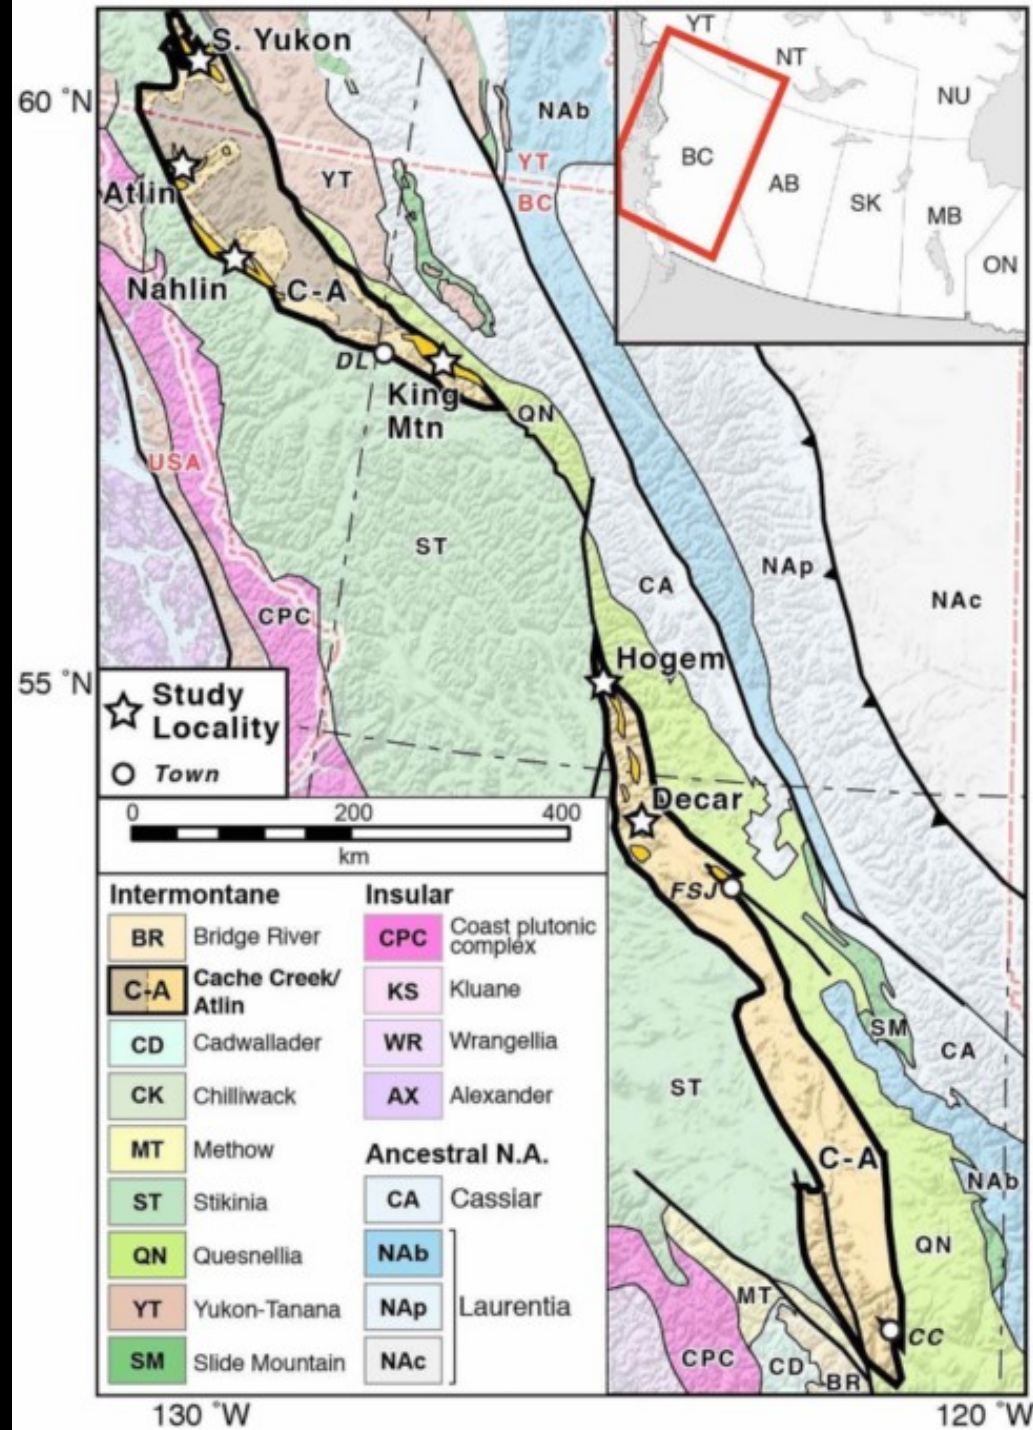 S. Yukon
60 °N
NAb
YT
YT
BC
Atlin
Nahlin
C-A
DL
King
Mtn
QN
USA
ST
CA
NAp
NAc
CPC
Hogem
55 °N
Decar
FSJ
SM
CA
ST
C-A
NAb
QN
MT
CC
CPC
CD
BR
130 °W
120 °W
YT
NT
NU
BC
AB
SK
MB
ON
Study
Locality
Town
0 200 400
km
Intermontane
BR Bridge River
C-A Cache Creek/
Atlin
CD Cadwallader
CK Chilliwack
MT Methow
ST Stikinia
QN Quesnellia
YT Yukon-Tanana
SM Slide Mountain
Insular
CPC Coast plutonic
complex
KS Kluane
WR Wrangellia
AX Alexander
Ancestral N.A.
CA Cassiar
NAb
NAp Laurentia
NAc